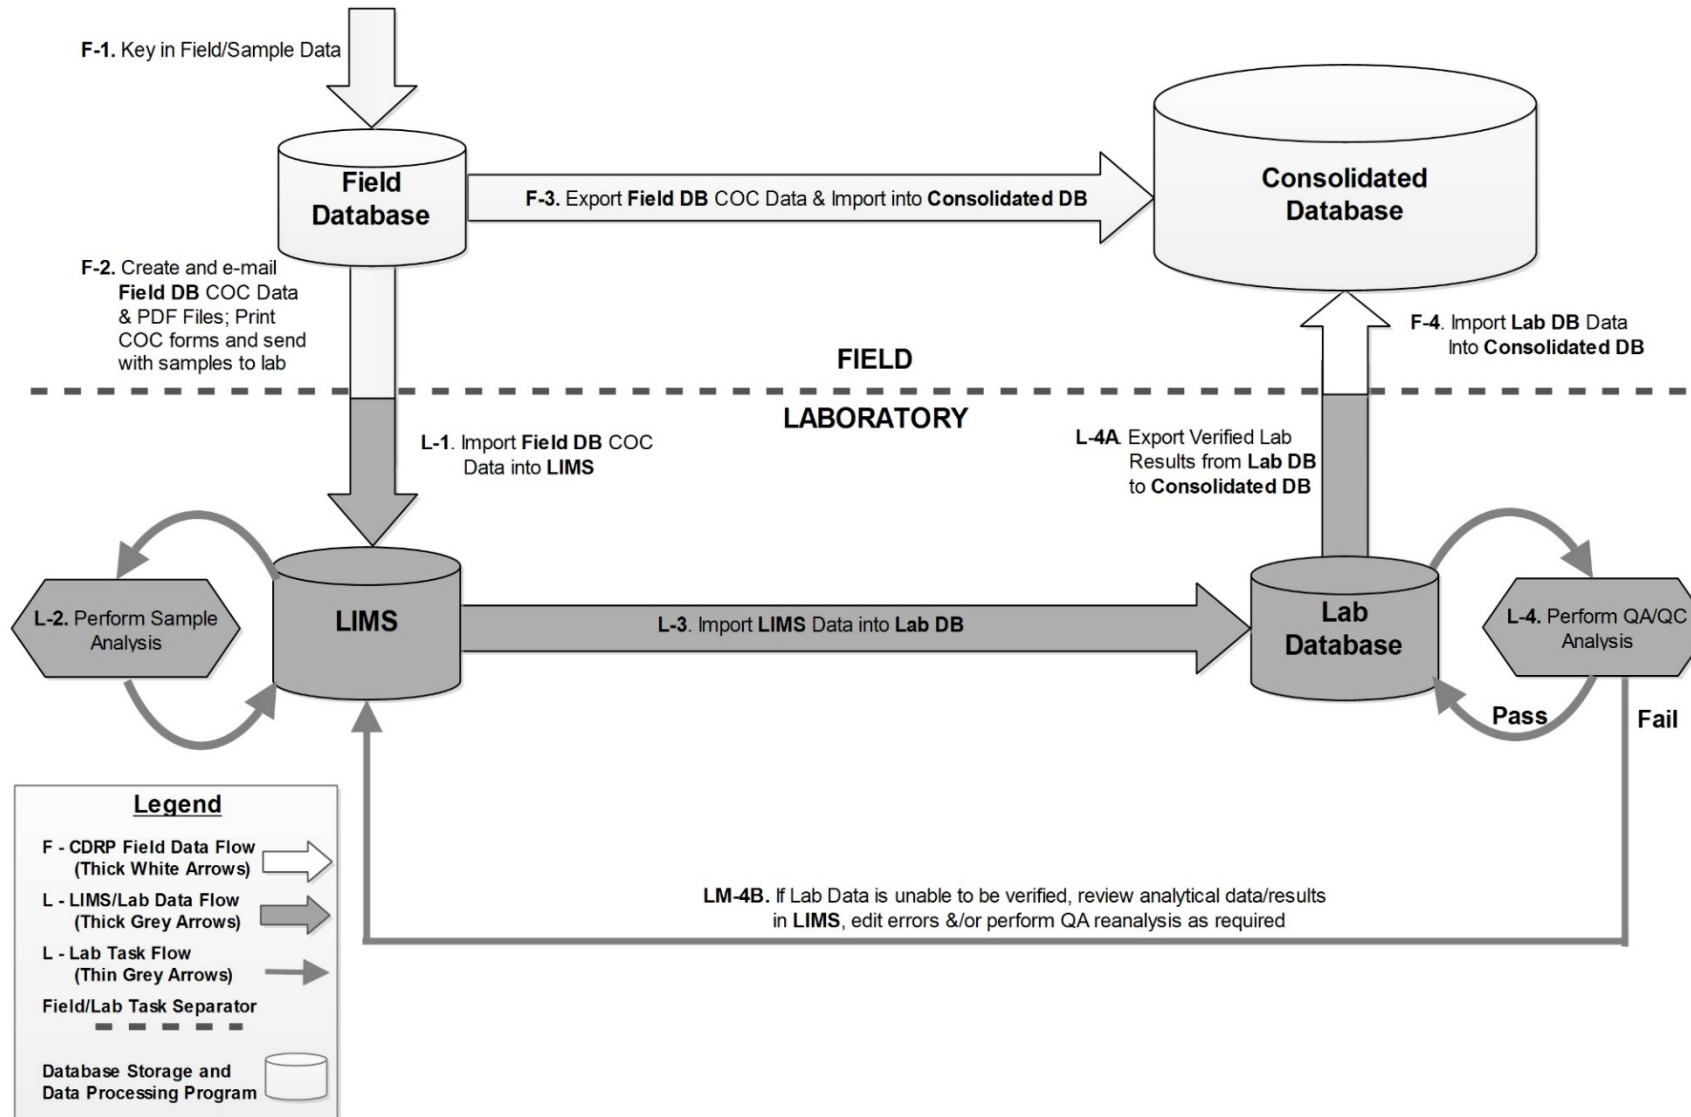 F-1. Key in Field/Sample Data
Field
Database
F-3. Export Field DB COC Data & Import into Consolidated DB
Consolidated
Database
F-2. Create and e-mail
Field DB COC Data
& PDF Files; Print
COC forms and send
with samples to lab
F-4. Import Lab DB Data
Into Consolidated DB
FIELD
LABORATORY
L-1. Import Field DB COC
Data into LIMS
L-4A. Export Verified Lab
Results from Lab DB
to Consolidated DB
L-2. Perform Sample
Analysis
LIMS
L-3. Import LIMS Data into Lab DB
Lab
Database
L-4. Perform QA/QC
Analysis
Pass
Fail
LM-4B. If Lab Data is unable to be verified, review analytical data/results
in LIMS, edit errors &/or perform QA reanalysis as required
Legend
F - CDRP Field Data Flow
(Thick White Arrows)
L - LIMS/Lab Data Flow
(Thick Grey Arrows)
L - Lab Task Flow
(Thin Grey Arrows)
Field/Lab Task Separator
Database Storage and
Data Processing Program